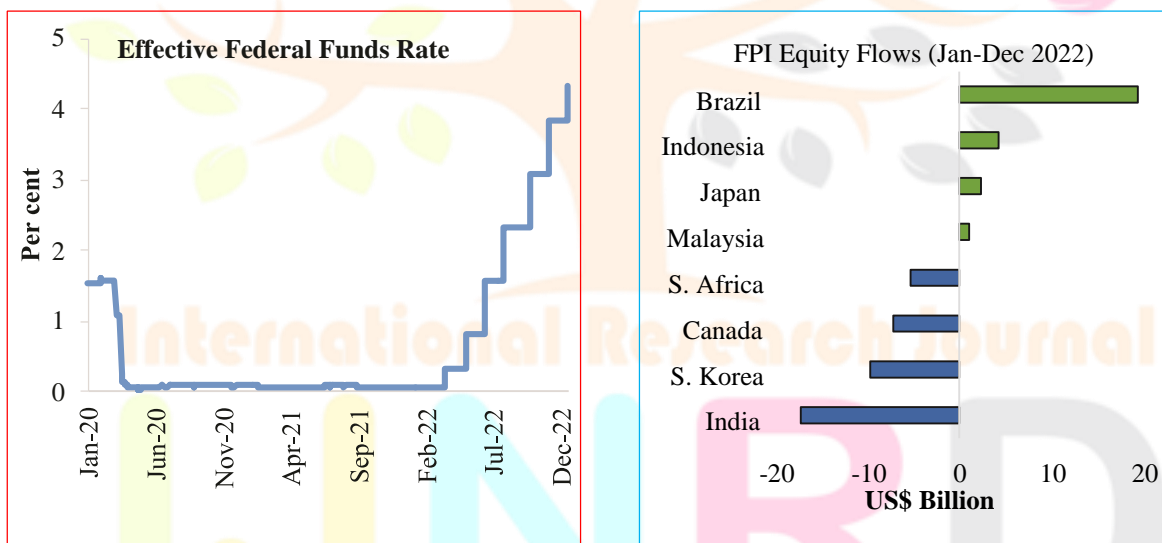 Effective Federal Funds Rate
Per cent
5
4
3
2
1
0
Jan-20
Jun-20
Nov-20
Apr-21
Sep-21
Feb-22
Jul-22
Dec-22
FPI Equity Flows (Jan-Dec 2022)
Brazil
Indonesia
Japan
Malaysia
S. Africa
Canada
S. Korea
India
-20 -10 0 10 20
US$ Billion
International Research Journal